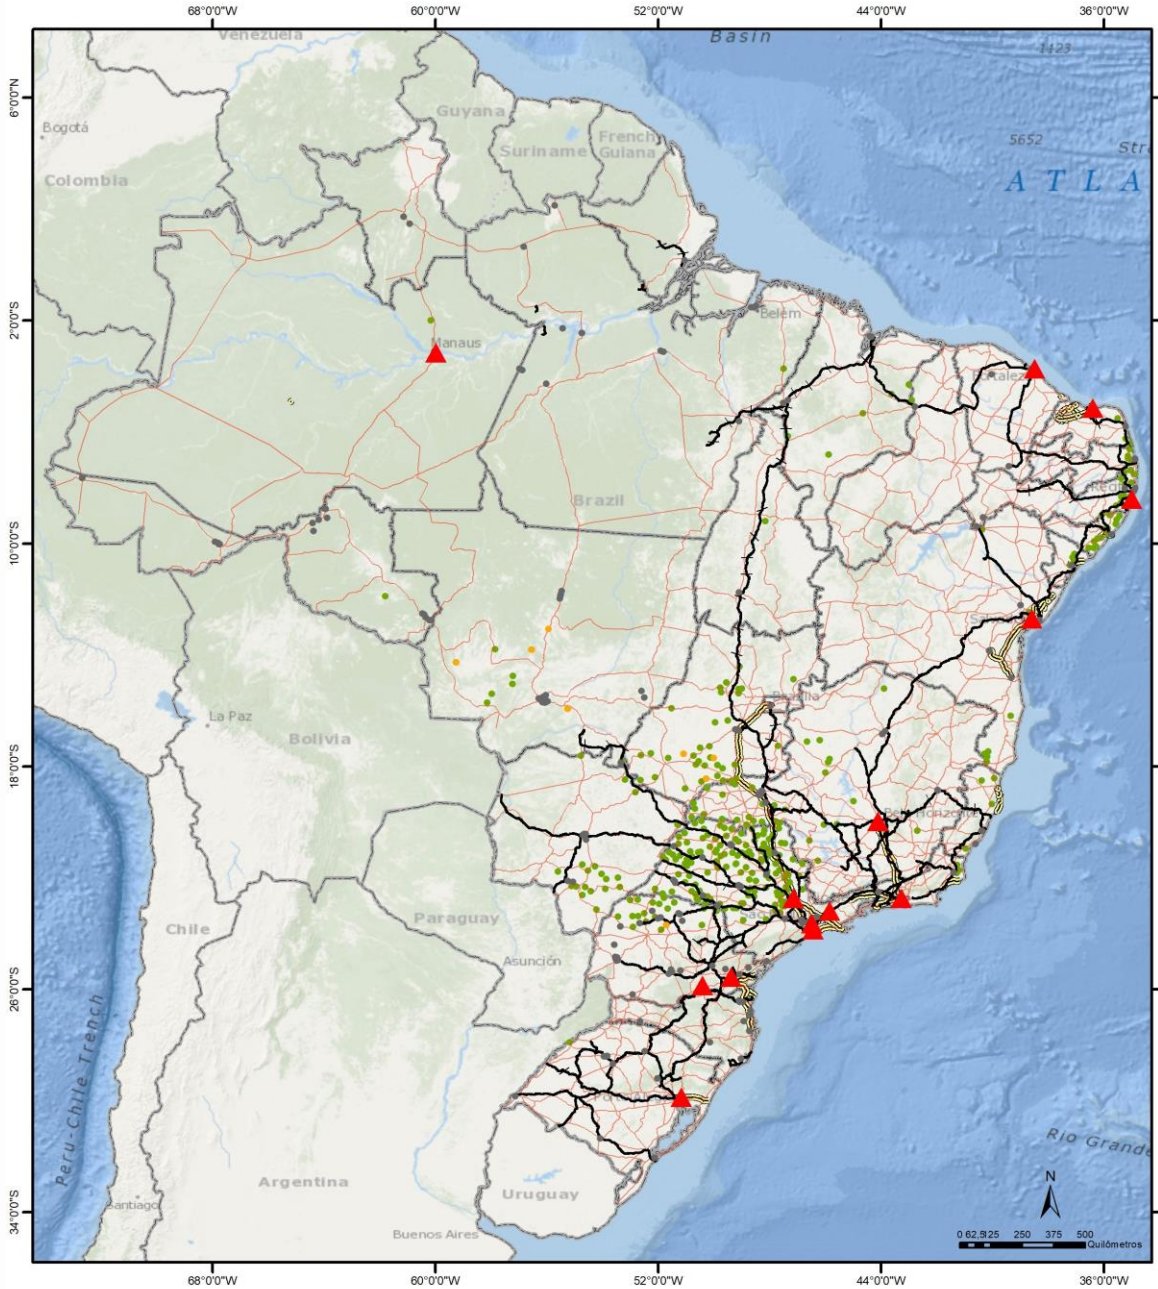 68°0'0"W 60°0'0"W 52°0'0"W 44°0'0"W 36°0'0"W
Venezuela
Basin
1123
6°0'0"N
Guyana
Bogotá
5652
Suriname
French
Guiana
Colombia
A T L A
2°0'0"S
Belém
Manaus
Brazil
10°0'0"S
La Paz
Bolivia
18°0'0"S
Paraguay
Chile
Asunción
26°0'0"S
Peru-Chile Trench
Rio Grande
Argentina
Uruguay
N
34°0'0"S
Santiago
Buenos Aires
0 62,5 125 250 375 500
Quilômetros
68°0'0"W 60°0'0"W 52°0'0"W 44°0'0"W 36°0'0"W